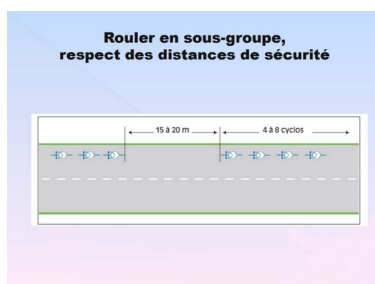 Rouler en sous-groupe,
respect des distances de sécurité
15 à 20 m
4 à 8 cyclos